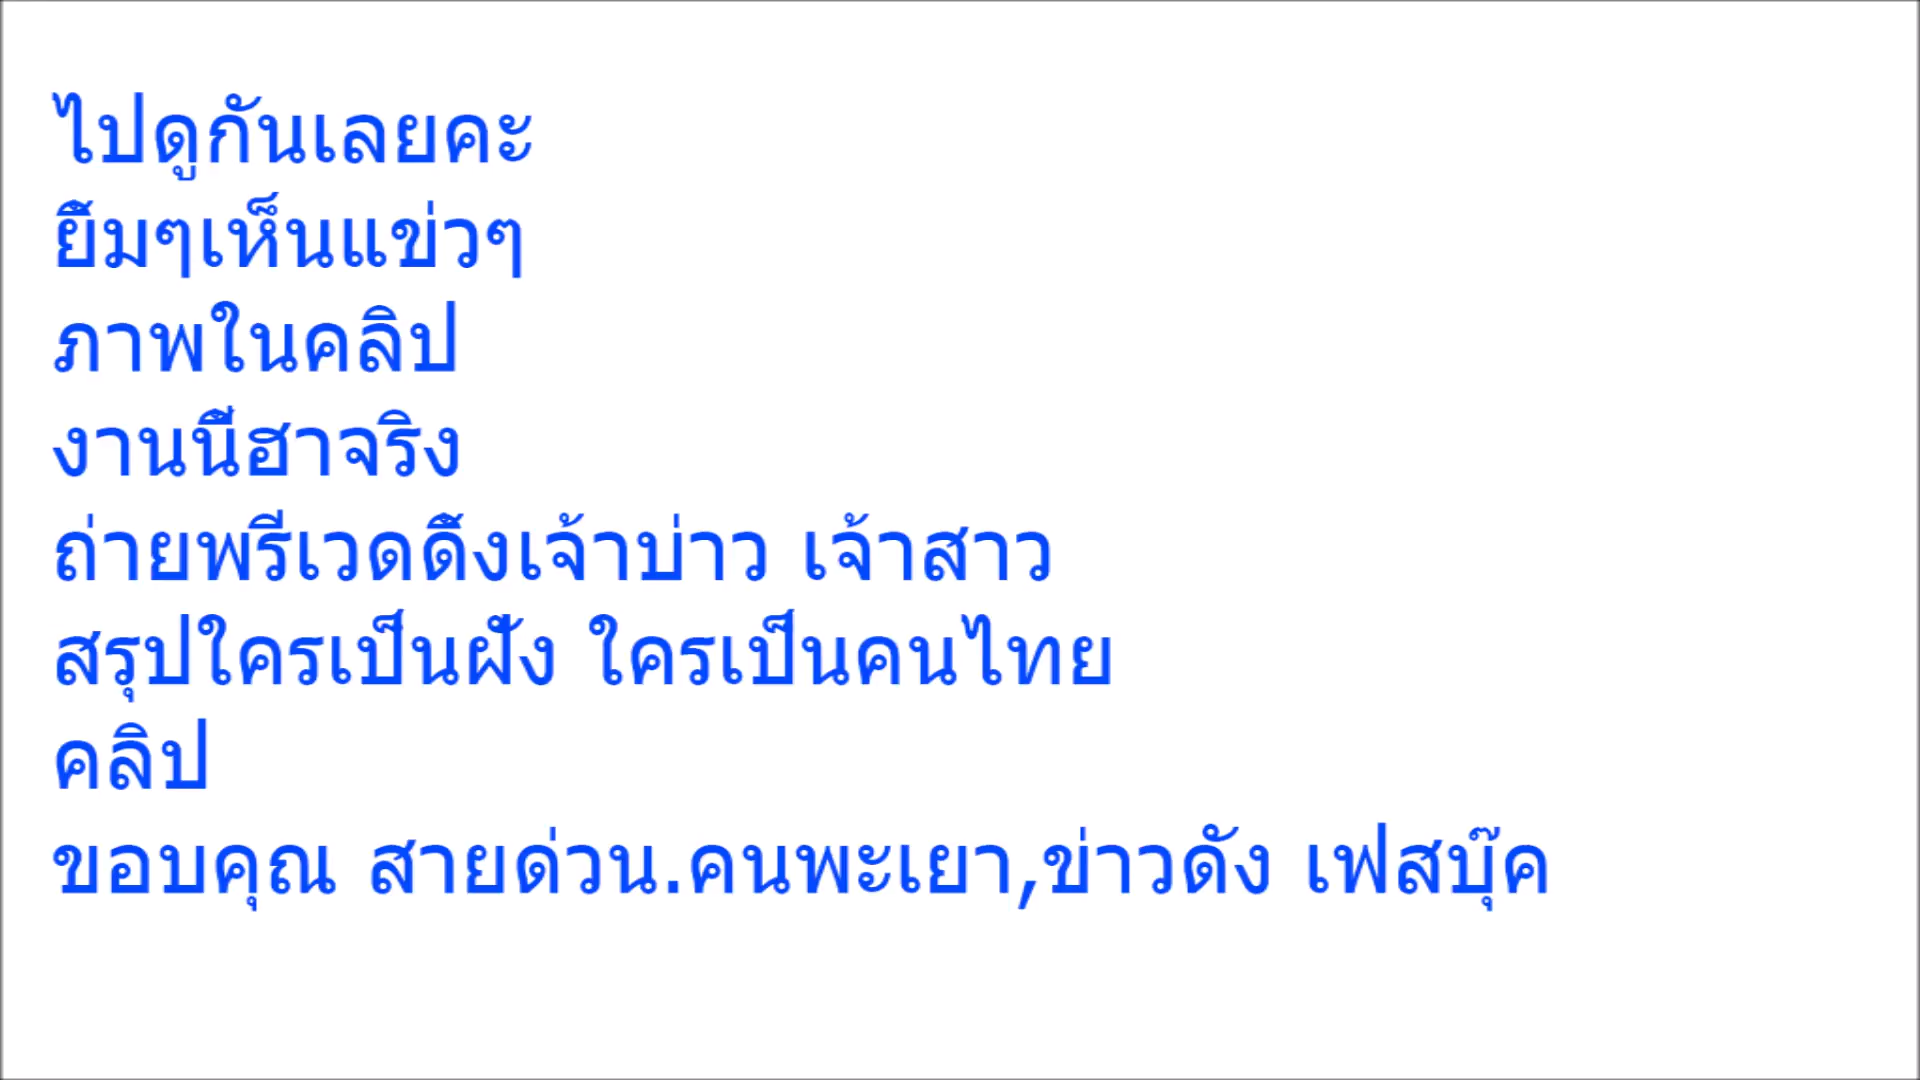 ไปดูกันเลยคะ
ยิ้มๆเห็นแข่วๆ
ภาพในคลิป
งานนี้ฮาจริง
ถ่ายพรีเวดดิ้งเจ้าบ่าว เจ้าสาว
สรุปใครเป็นฝั่ง ใครเป็นคนไทย
คลิป
ขอบคุณ สายด่วน.คนพะเยา,ข่าวดัง เฟสบุ๊ค